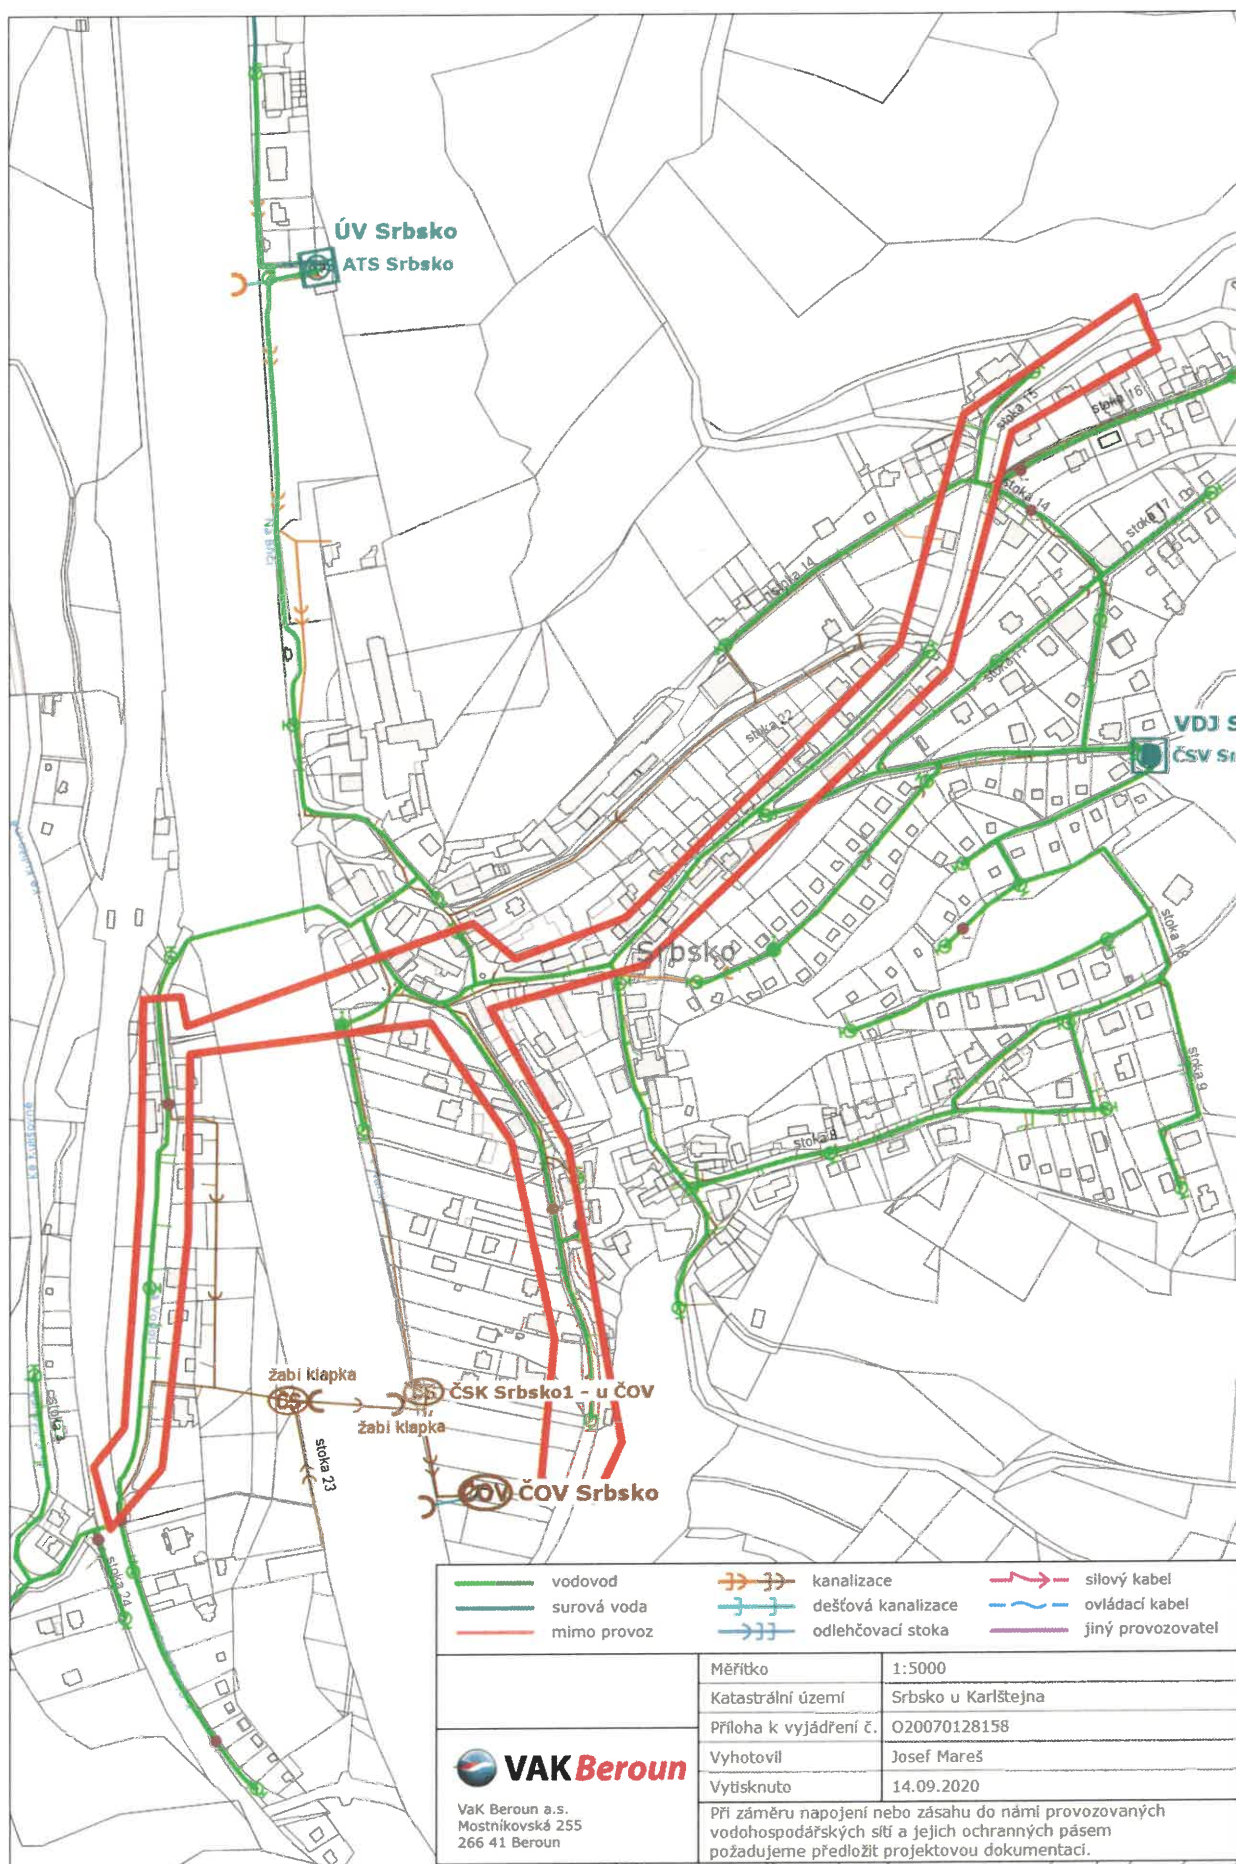 ÚV Srbsko
ATS Srbsko
stoka 15
stoka 16
stoka 14
stoka 17
stoka 14
stoka 22
VDJ S
ČSV Sr
Srbsko
stoka 18
stoka 9
stoka 8
žabí klapka
ČSK Srbsko1 - u ČOV
žabí klapka
stoka 23
ČOV Srbsko
stoka 24
vodovod
kanalizace
silový kabel
surová voda
dešťová kanalizace
ovládací kabel
mimo provoz
odlehčovací stoka
jiný provozovatel
Měřítko 1:5000
Katastrální území Srbsko u Karlštejna
Příloha k vyjádření č. O20070128158
Vyhotovil Josef Mareš
Vytisknuto 14.09.2020
VAK Beroun
VaK Beroun a.s.
Mostníkovská 255
266 41 Beroun
Při záměru napojení nebo zásahu do námi provozovaných
vodohospodářských sítí a jejich ochranných pásem
požadujeme předložit projektovou dokumentaci.